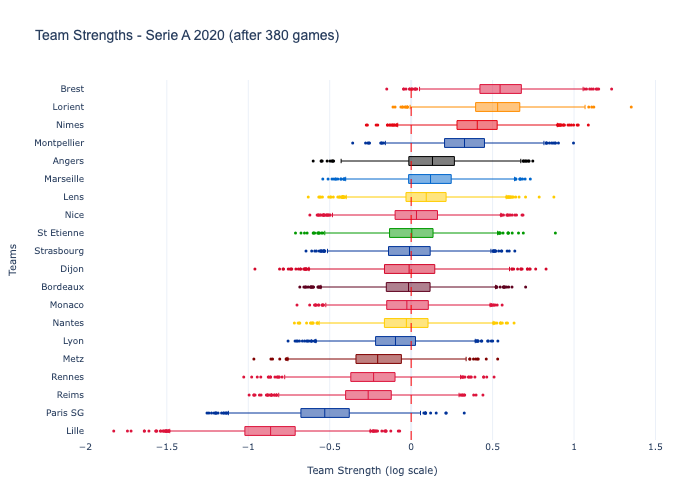 Team Strengths - Serie A 2020 (after 380 games)
Teams
Brest
Lorient
Nimes
Montpellier
Angers
Marseille
Lens
Nice
St Etienne
Strasbourg
Dijon
Bordeaux
Monaco
Nantes
Lyon
Metz
Rennes
Reims
Paris SG
Lille
−2 −1.5 −1 −0.5 0 0.5 1 1.5
Team Strength (log scale)